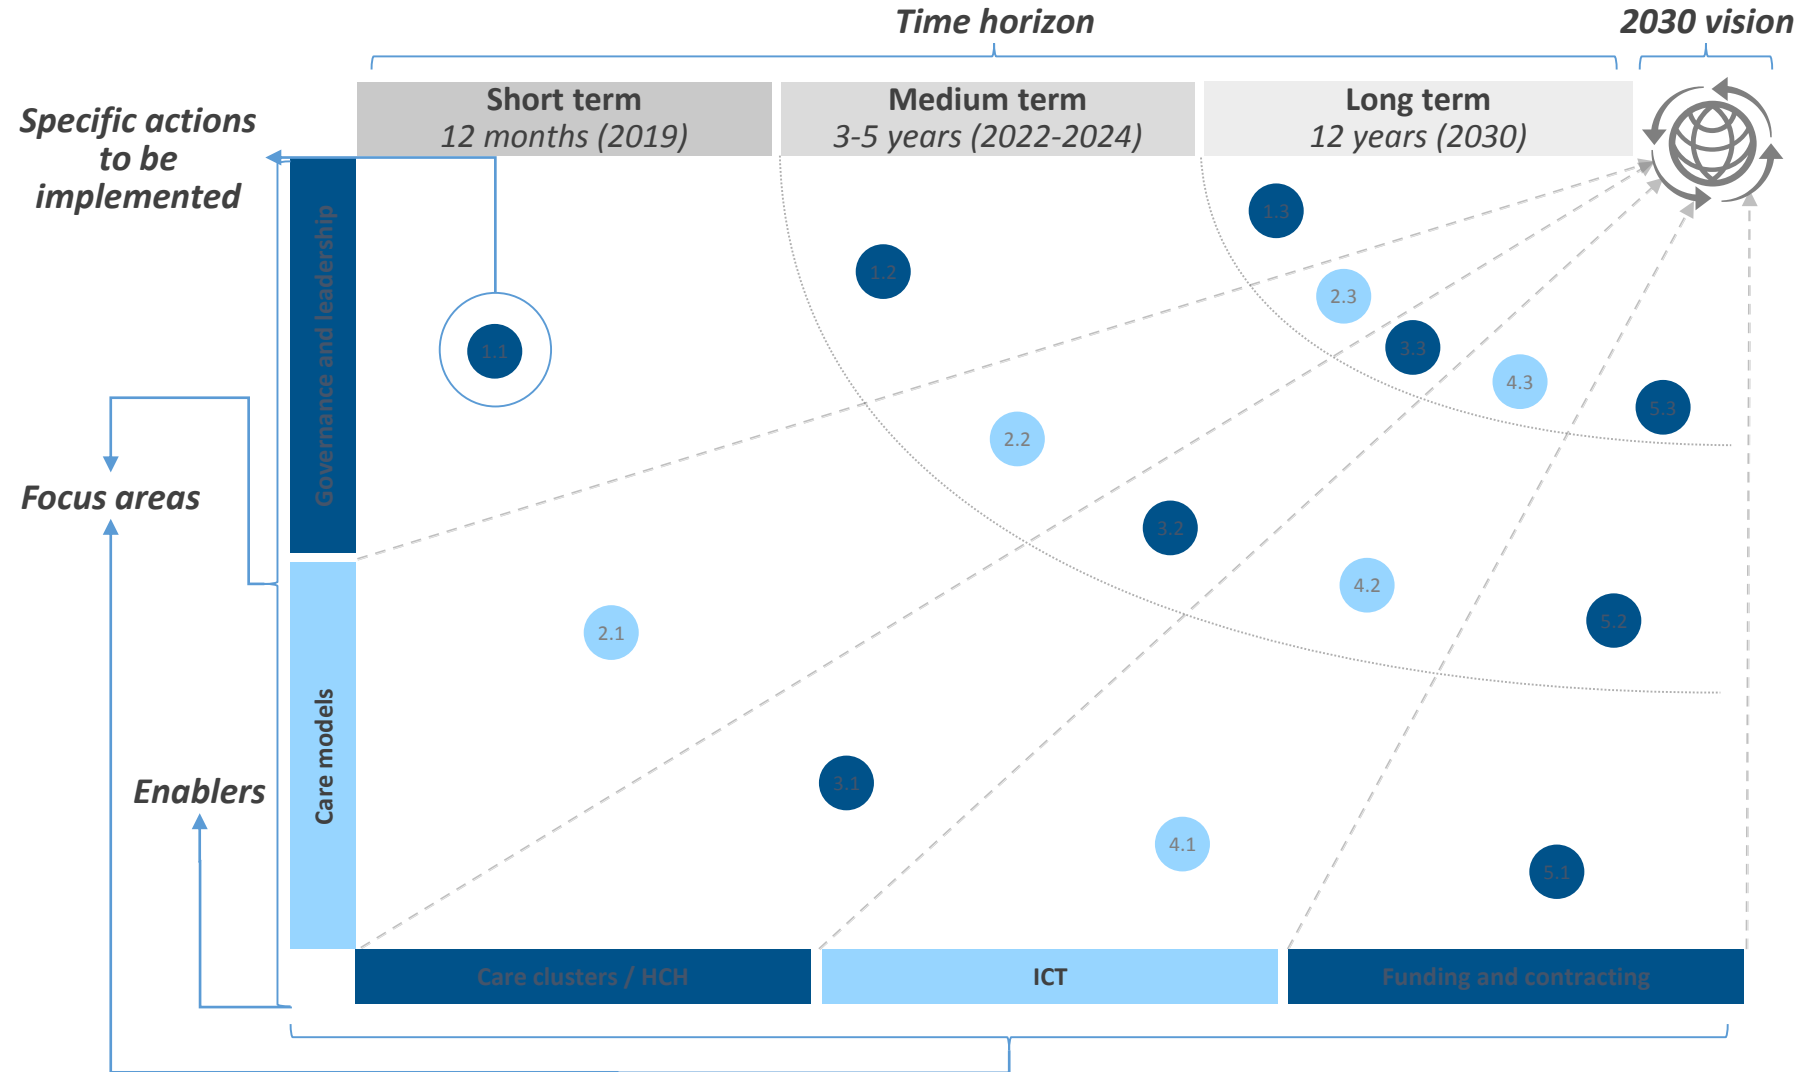 Time horizon
2030 vision
Short term
12 months (2019)
Medium term
3-5 years (2022-2024)
Long term
12 years (2030)
Specific actions
to be
implemented
Governance and leadership
1.1
1.2
1.3
2.3
3.3
4.3
5.3
2.2
3.2
4.2
5.2
Focus areas
2.1
Care models
Enablers
3.1
4.1
5.1
Care clusters / HCH
ICT
Funding and contracting